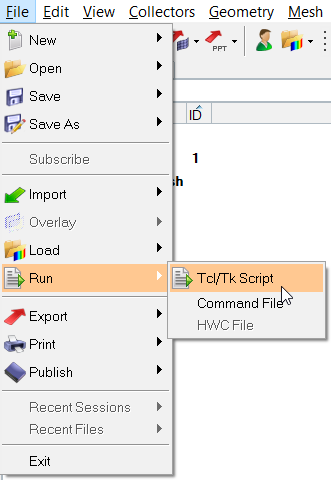 File Edit View Collectors Geometry Mesh
New
Open
PPT
Save
ID
Save As
1
Subscribe
sh
Import
Overlay
Load
Run
Tcl/Tk Script
Command File
Export
HWC File
Print
Publish
Recent Sessions
Recent Files
Exit